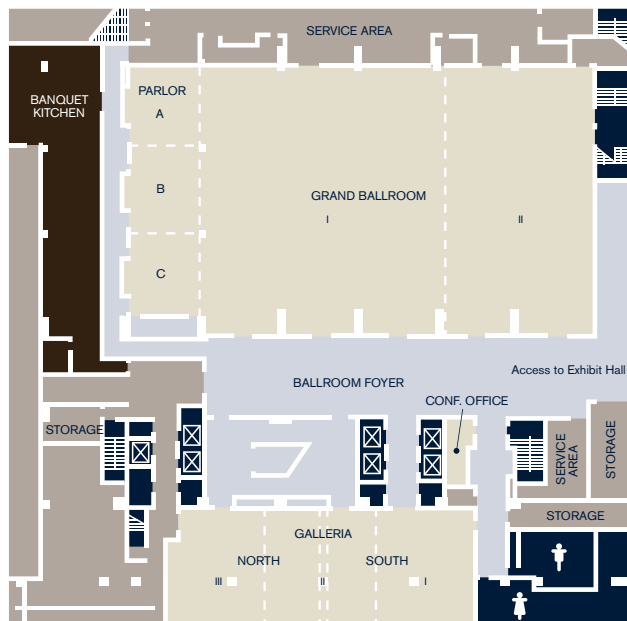 SERVICE AREA
BANQUET
KITCHEN
PARLOR
A
B
C
GRAND BALLROOM
I
II
BALLROOM FOYER
Access to Exhibit Hall
CONF. OFFICE
STORAGE
SERVICE
AREA
STORAGE
STORAGE
GALLERIA
NORTH
SOUTH
III
II
I